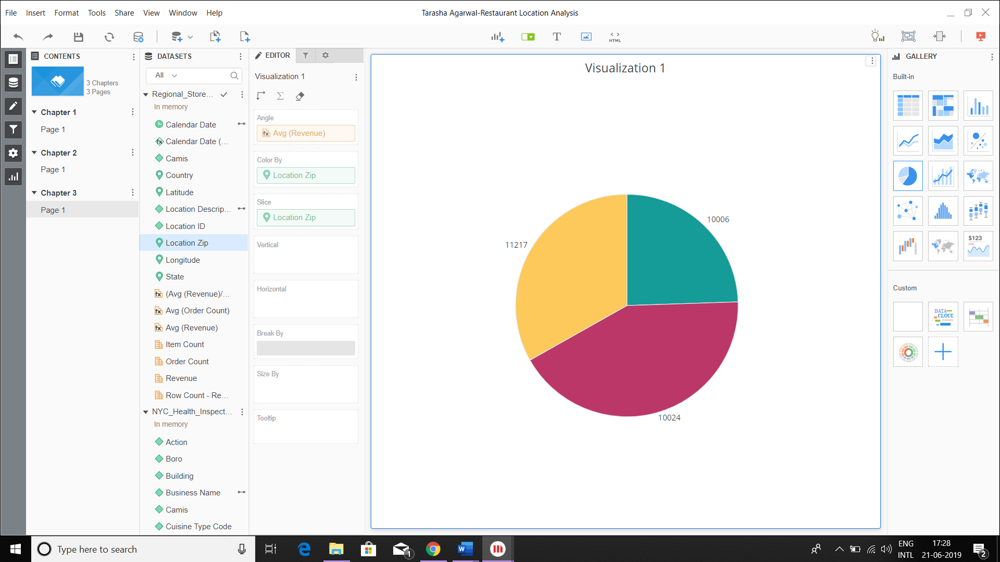 File Insert Format Tools Share View Window Help
Tarasha Agarwal-Restaurant Location Analysis
HTML
CONTENTS
3 Chapters
3 Pages
Chapter 1
Page 1
Chapter 2
Page 1
Chapter 3
Page 1
DATASETS
All
Regional_Store...
In memory
Calendar Date
Calendar Date (...
Camis
Country
Latitude
Location Descrip...
Location ID
Location Zip
Longitude
State
(Avg (Revenue)/...
Avg (Order Count)
Avg (Revenue)
Item Count
Order Count
Revenue
Row Count - Re...
NYC_Health_Inspect...
In memory
Action
Boro
Building
Business Name
Camis
Cuisine Type Code
EDITOR
Visualization 1
Angle
fx Avg (Revenue)
Color By
Location Zip
Slice
Location Zip
Vertical
Horizontal
Break By
Size By
Tooltip
Visualization 1
10006
11217
10024
GALLERY
Built-in
$123
Custom
DATA
CLOUD
Type here to search
1
ENG
INTL
17:28
21-06-2019
2